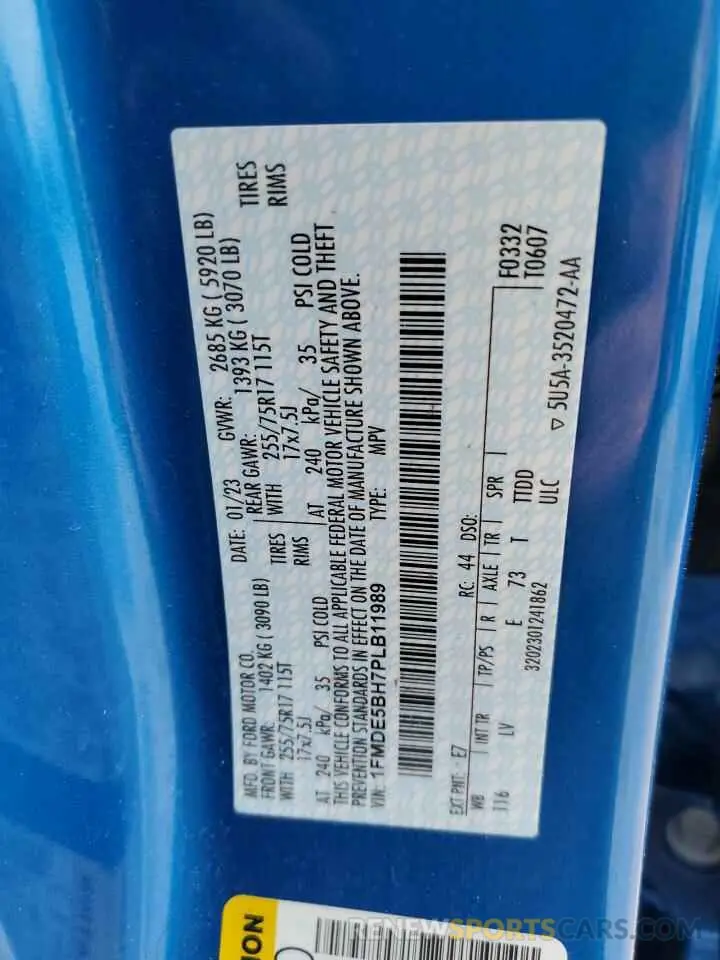 MFD. BY FORD MOTOR CO.
DATE: 01/23 GVWR: 2685 KG ( 5920 LB)
FRONT GAWR: 1402 KG ( 3090 LB) REAR GAWR: 1393 KG ( 3070 LB)
WITH 255/75R17 115T TIRES WITH 255/75R17 115T TIRES
17x7.5J RIMS 17x7.5J RIMS
AT 240 kPa/ 35 PSI COLD AT 240 kPa/ 35 PSI COLD
THIS VEHICLE CONFORMS TO ALL APPLICABLE FEDERAL MOTOR VEHICLE SAFETY AND THEFT
PREVENTION STANDARDS IN EFFECT ON THE DATE OF MANUFACTURE SHOWN ABOVE.
VIN: 1FMDE5BH7PLB11989 TYPE: MPV
EXT PNT: E7 RC: 44 DSO: F0332
WB INT TR TP/PS R AXLE TR SPR T0607
116 LV E 73 T TTDD
3202301241862 ULC
▽ 5U5A-3520472-AA
RENEWSPORTSCARS.COM